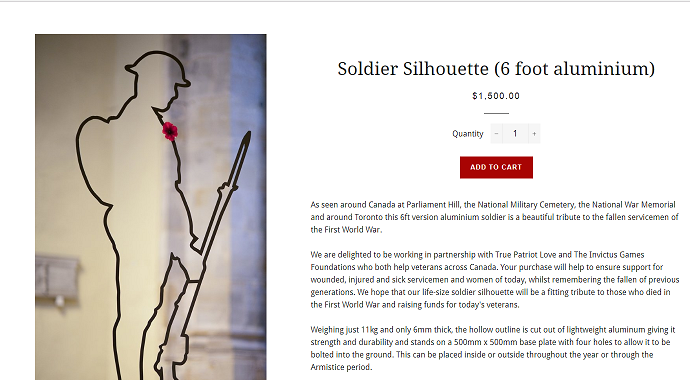 Soldier Silhouette (6 foot aluminium)
$1,500.00
Quantity − 1 +
ADD TO CART
As seen around Canada at Parliament Hill, the National Military Cemetery, the National War Memorial
and around Toronto this 6ft version aluminium soldier is a beautiful tribute to the fallen servicemen of
the First World War.
We are delighted to be working in partnership with True Patriot Love and The Invictus Games
Foundations who both help veterans across Canada. Your purchase will help to ensure support for
wounded, injured and sick servicemen and women of today, whilst remembering the fallen of previous
generations. We hope that our life-size soldier silhouette will be a fitting tribute to those who died in
the First World War and raising funds for today's veterans.
Weighing just 11kg and only 6mm thick, the hollow outline is cut out of lightweight aluminum giving it
strength and durability and stands on a 500mm x 500mm base plate with four holes to allow it to be
bolted into the ground. This can be placed inside or outside throughout the year or through the
Armistice period.